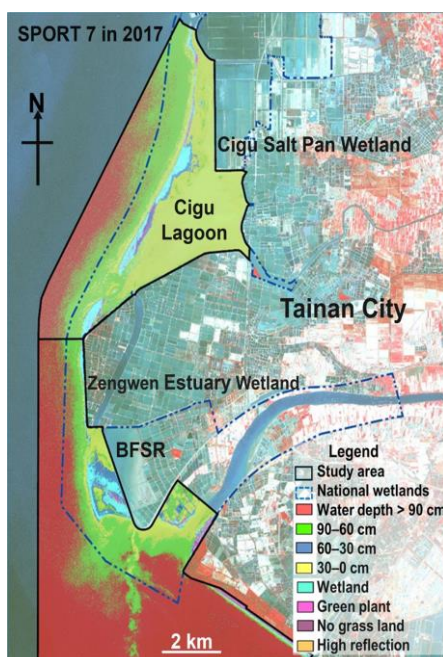 SPORT 7 in 2017
N
Cigu Salt Pan Wetland
Cigu
Lagoon
Tainan City
Zengwen Estuary Wetland
BFSR
Legend
Study area
National wetlands
Water depth > 90 cm
90–60 cm
60–30 cm
30–0 cm
Wetland
Green plant
No grass land
High reflection
2 km